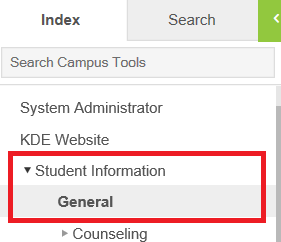 Index Search
Search Campus Tools
System Administrator
KDE Website
Student Information
General
Counseling